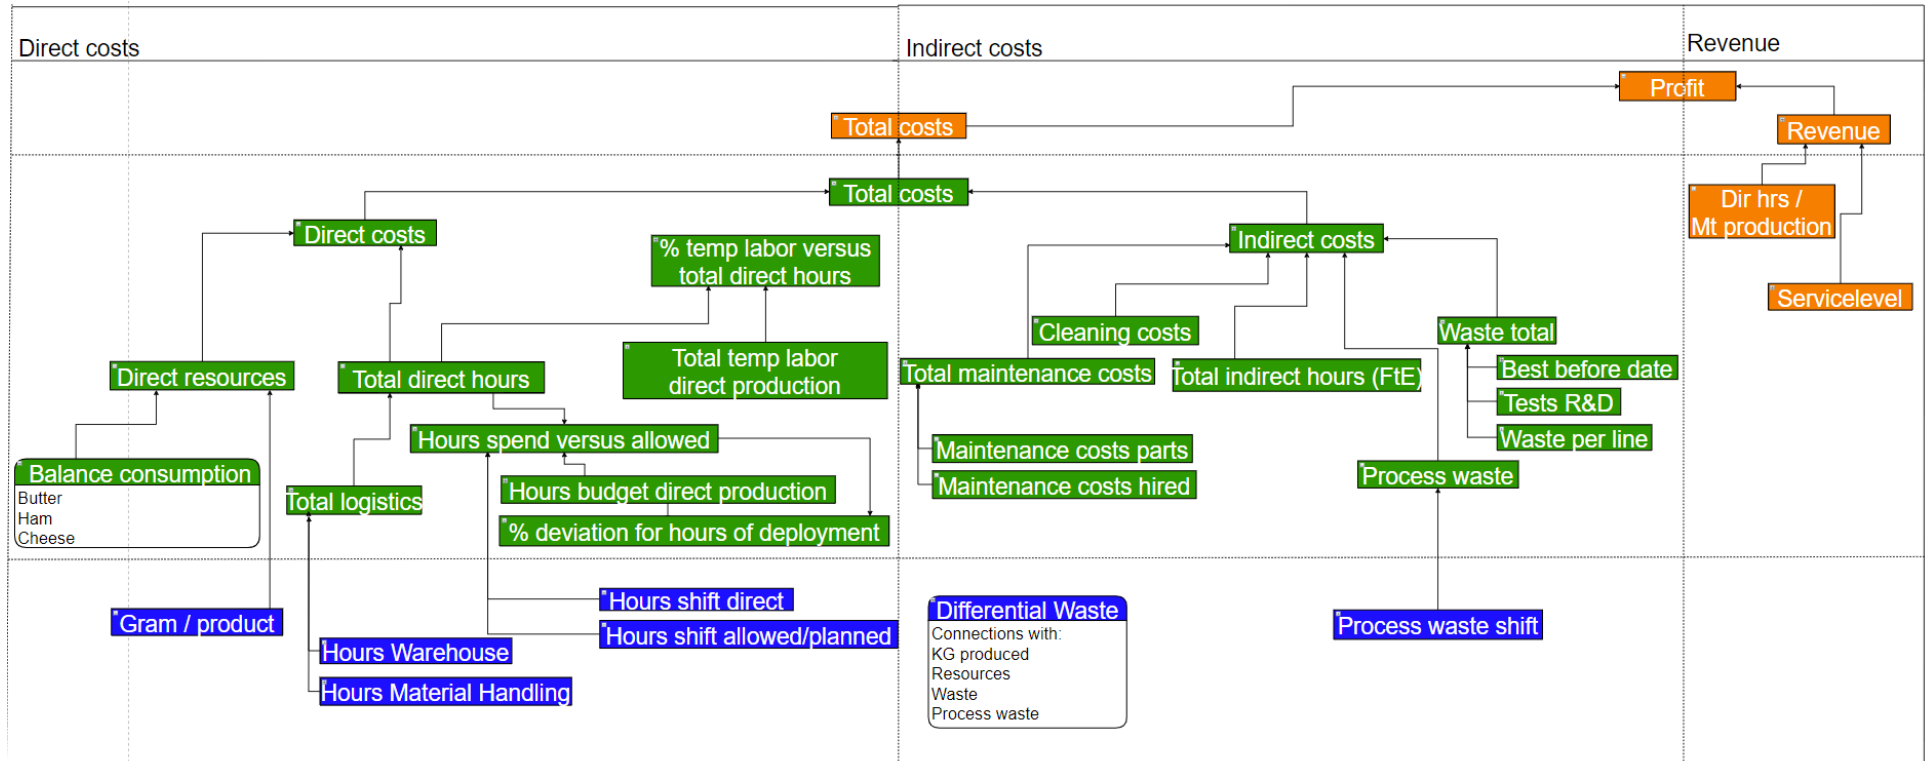 Direct costs
Indirect costs
Revenue
Profit
Total costs
Revenue
Total costs
Direct costs
% temp labor versus
total direct hours
Indirect costs
Dir hrs /
Mt production
Servicelevel
Cleaning costs
Waste total
Direct resources
Total direct hours
Total temp labor
direct production
Total maintenance costs
Total indirect hours (FtE)
Best before date
Tests R&D
Waste per line
Hours spend versus allowed
Maintenance costs parts
Balance consumption
Butter
Ham
Cheese
Total logistics
Hours budget direct production
Maintenance costs hired
Process waste
% deviation for hours of deployment
Gram / product
Hours shift direct
Hours shift allowed/planned
Hours Warehouse
Hours Material Handling
Differential Waste
Connections with:
KG produced
Resources
Waste
Process waste
Process waste shift